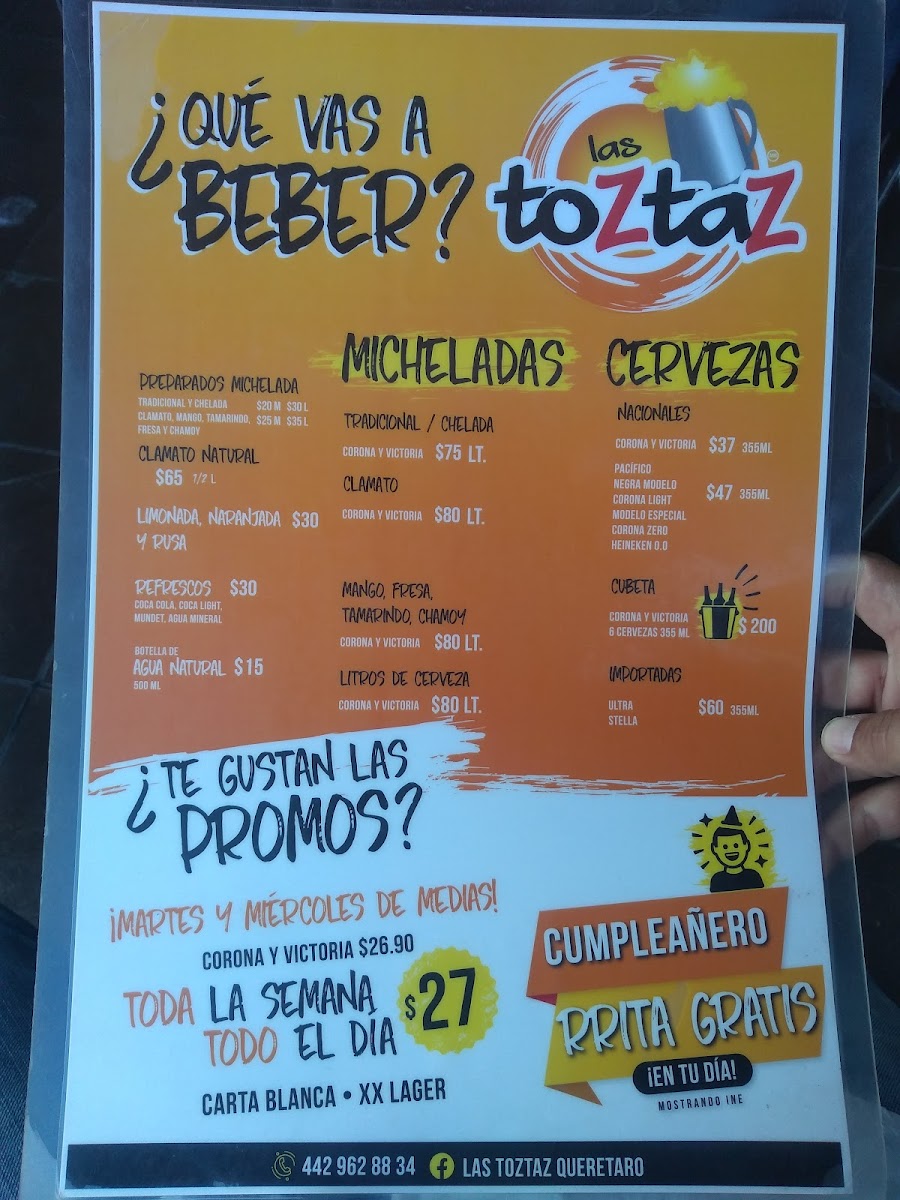 ¿QUÉ VAS A
BEBER?
las
toZtaZ
PREPARADOS MICHELADA
TRADICIONAL Y CHELADA $20 M $30 L
CLAMATO, MANGO, TAMARINDO, $25 M $35 L
FRESA Y CHAMOY
CLAMATO NATURAL
$65 1/2 L
LIMONADA, NARANJADA $30
Y RUSA
REFRESCOS $30
COCA COLA, COCA LIGHT,
MUNDET, AGUA MINERAL
BOTELLA DE
AGUA NATURAL $15
500 ML
MICHELADAS
TRADICIONAL / CHELADA
CORONA Y VICTORIA $75 LT.
CLAMATO
CORONA Y VICTORIA $80 LT.
MANGO, FRESA,
TAMARINDO, CHAMOY
CORONA Y VICTORIA $80 LT.
LITROS DE CERVEZA
CORONA Y VICTORIA $80 LT.
CERVEZAS
NACIONALES
CORONA Y VICTORIA $37 355ML
PACÍFICO
NEGRA MODELO
CORONA LIGHT $47 355ML
MODELO ESPECIAL
CORONA ZERO
HEINEKEN 0.0
CUBETA
CORONA Y VICTORIA
6 CERVEZAS 355 ML $ 200
IMPORTADAS
ULTRA $60 355ML
STELLA
¿TE GUSTAN LAS
PROMOS?
¡MARTES Y MIÉRCOLES DE MEDIAS!
CORONA Y VICTORIA $26.90
TODA LA SEMANA
TODO EL DÍA
$27
CARTA BLANCA • XX LAGER
CUMPLEAÑERO
RRITA GRATIS
¡EN TU DÍA!
MOSTRANDO INE
442 962 88 34 LAS TOZTAZ QUERETARO